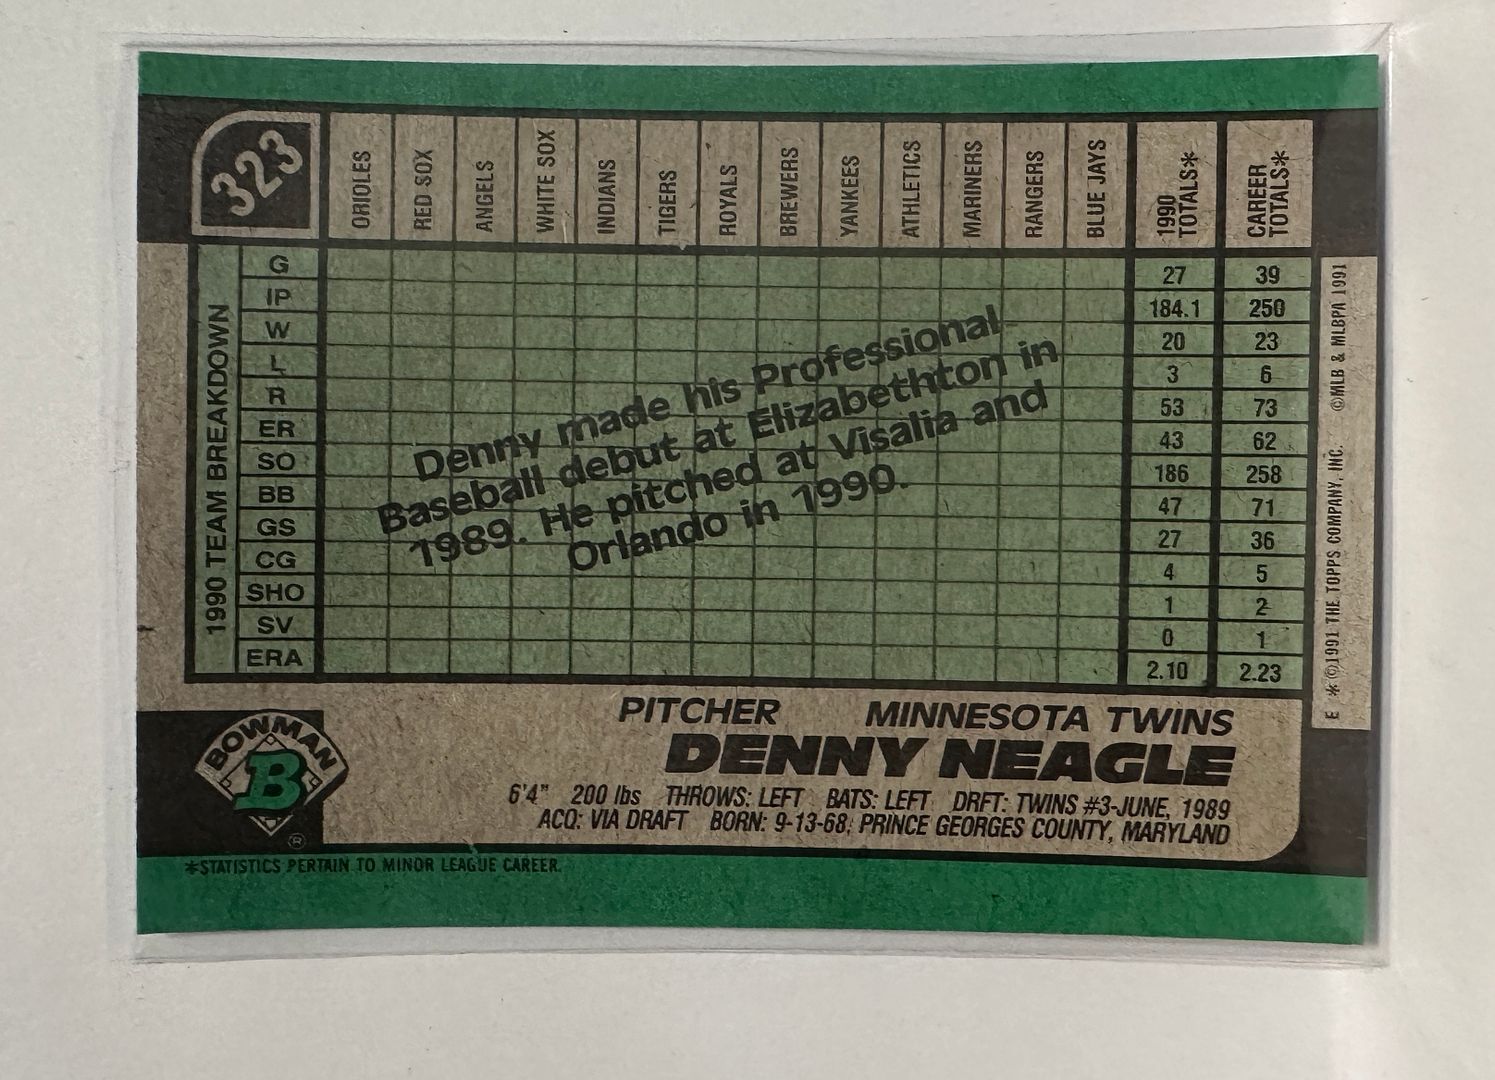 323
ORIOLES RED SOX ANGELS WHITE SOX INDIANS TIBERS ROYALS BREWERS YANKEES ATHLETICS MARINERS RANGERS BLUE JAYS 1990 TOTALS* CAREER TOTALS*
1990 TEAM BREAKDOWN
G 27 39
IP 184.1 250
W 20 23
L 3 6
R 53 73
ER 43 62
SO 186 258
BB 47 71
GS 27 36
CG 4 5
SHO 1 2
SV 0 1
ERA 2.10 2.23
Denny made his Professional
Baseball debut at Elizabethton in
1989. He pitched at Visalia and
Orlando in 1990.
E *©1991 THE TOPPS COMPANY, INC. ©MLB & MLBPA 1991
PITCHER MINNESOTA TWINS
DENNY NEAGLE
6'4" 200 lbs THROWS: LEFT BATS: LEFT DRFT: TWINS #3-JUNE, 1989
ACQ: VIA DRAFT BORN: 9-13-68, PRINCE GEORGES COUNTY, MARYLAND
BOWMAN
B
®
*STATISTICS PERTAIN TO MINOR LEAGUE CAREER.